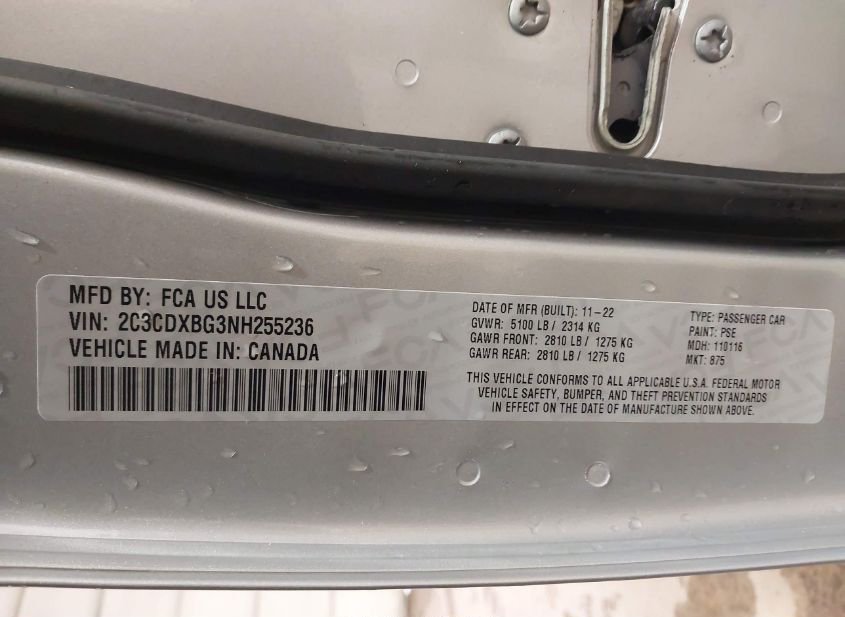 MFD BY: FCA US LLC
VIN: 2C3CDXBG3NH255236
VEHICLE MADE IN: CANADA
DATE OF MFR (BUILT): 11-22
GVWR: 5100 LB / 2314 KG
GAWR FRONT: 2810 LB / 1275 KG
GAWR REAR: 2810 LB / 1275 KG
TYPE: PASSENGER CAR
PAINT: PSE
MDH: 110116
MKT: 875
THIS VEHICLE CONFORMS TO ALL APPLICABLE U.S.A. FEDERAL MOTOR
VEHICLE SAFETY, BUMPER, AND THEFT PREVENTION STANDARDS
IN EFFECT ON THE DATE OF MANUFACTURE SHOWN ABOVE.